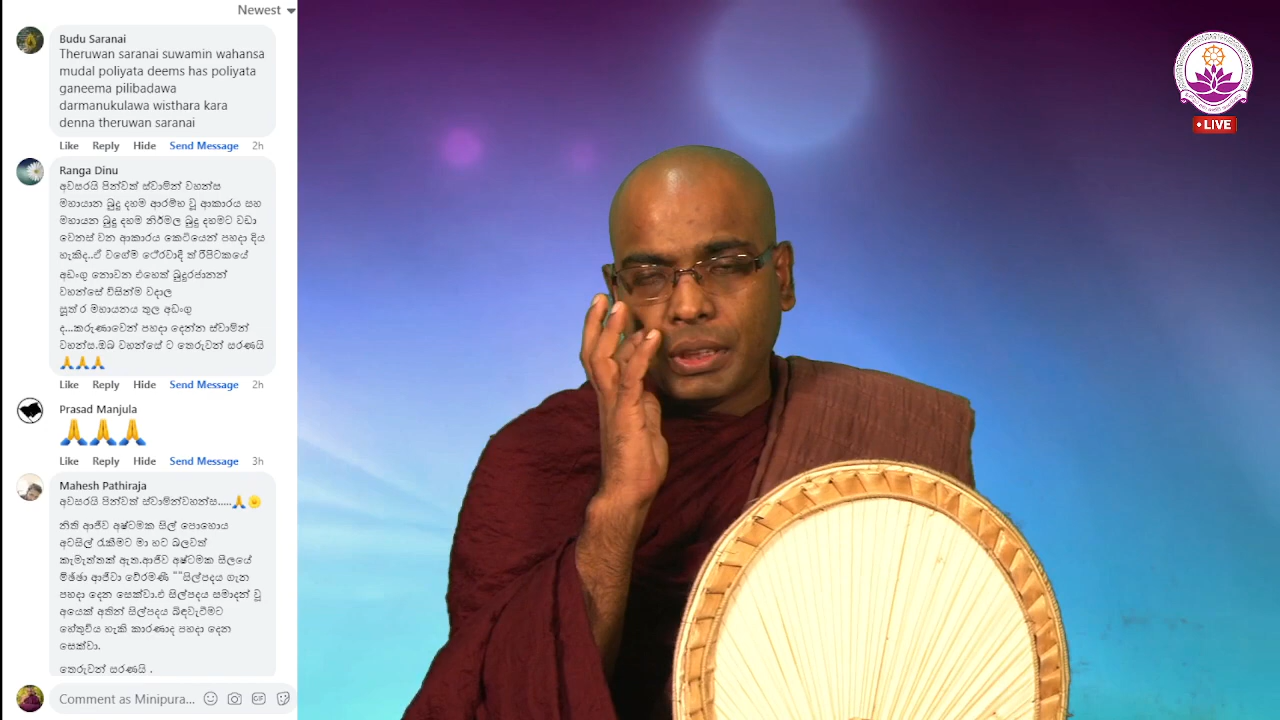 Newest
Budu Saranai
Theruwan saranai suwamin wahansa
mudal poliyata deems has poliyata
ganeema pilibadawa
darmanukulawa wisthara kara
denna theruwan saranai
Like Reply Hide Send Message 2h
Ranga Dinu
අවසරයි පින්වත් ස්වාමින් වහන්ස
මහායාන බුදු දහම ආරම්භ වූ ආකාරය සහ
මහායන බුදු දහම නිර්මල බුදු දහමට වඩා
වෙනස් වන ආකාරය කෙටියෙන් පහදා දිය
හැකිද..ඒ වගේම ථේරවාදී ත් රිපිටකයේ
අඩංගු නොවන එහෙත් බුදුරජානන්
වහන්සේ විසින්ම වදාල
සූත් ර මහායනය තුල අඩංගු
ද...කරුණාවෙන් පහදා දෙන්න ස්වාමින්
වහන්ස.ඔබ වහන්සේ ට තෙරුවන් සරණයි
🙏🙏🙏
Like Reply Hide Send Message 2h
Prasad Manjula
🙏🙏🙏
Like Reply Hide Send Message 3h
Mahesh Pathiraja
අවසරයි පින්වත් ස්වාමින්වහන්ස.....🙏🌼
නිති ආජීව අෂ්ටමක සිල් පොහොය
අටසිල් රැකීමට මා හට බලවත්
කැමැත්තක් ඇත.ආජීව අෂ්ටමක සීලයේ
මිඡ්ඡා ආජීවා වේරමණී ""සිල්පදය ගැන
පහදා දෙන සෙක්වා.එ සිල්පදය සමාදන් වූ
අයෙක් අතින් සිල්පදය බිඳවැටීමට
හේතුවිය හැකි කාරණාද පහදා දෙන
සෙක්වා.
තෙරුවන් සරණයි .
Comment as Minipura...
GIF
• LIVE